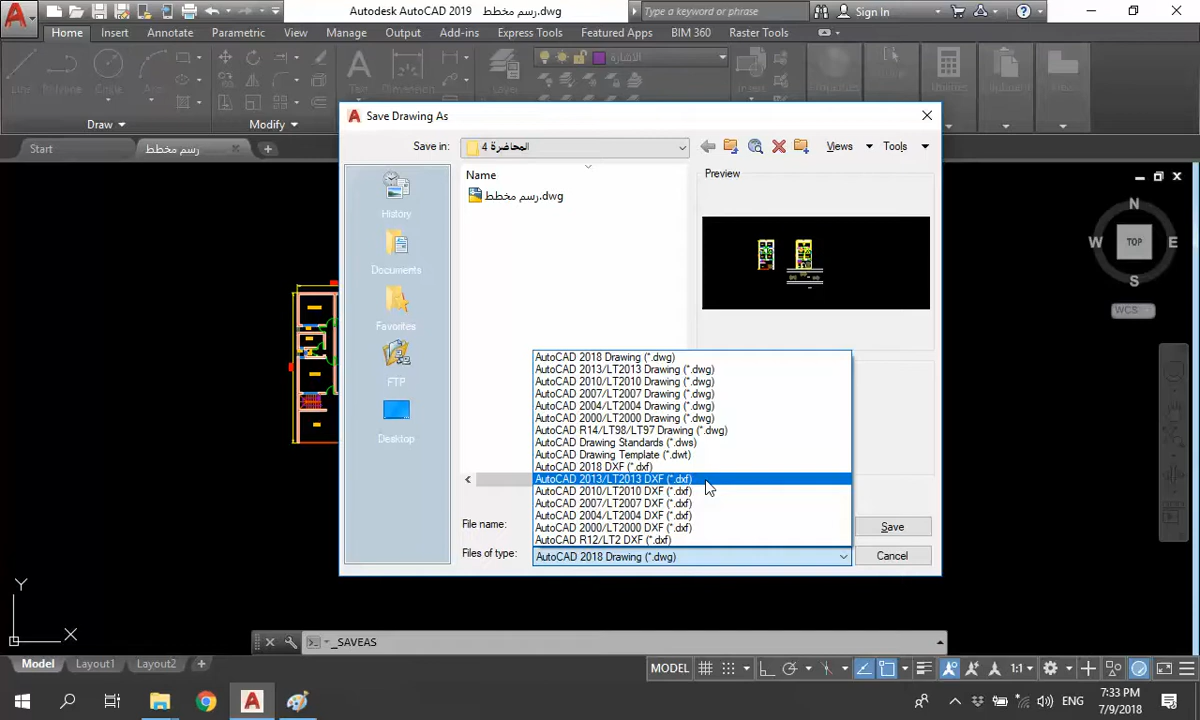 Autodesk AutoCAD 2019 رسم مخطط.dwg
Type a keyword or phrase
Sign In
Home Insert Annotate Parametric View Manage Output Add-ins Express Tools Featured Apps BIM 360 Raster Tools
Line Polyline Circle Arc
Dimension
Layer
الاشارة
Draw
Modify
Start
رسم مخطط
Save Drawing As
Save in:
المحاضرة 4
Views
Tools
Name
رسم مخطط.dwg
Preview
History
Documents
Favorites
FTP
Desktop
AutoCAD 2018 Drawing (*.dwg)
AutoCAD 2013/LT2013 Drawing (*.dwg)
AutoCAD 2010/LT2010 Drawing (*.dwg)
AutoCAD 2007/LT2007 Drawing (*.dwg)
AutoCAD 2004/LT2004 Drawing (*.dwg)
AutoCAD 2000/LT2000 Drawing (*.dwg)
AutoCAD R14/LT98/LT97 Drawing (*.dwg)
AutoCAD Drawing Standards (*.dws)
AutoCAD Drawing Template (*.dwt)
AutoCAD 2018 DXF (*.dxf)
AutoCAD 2013/LT2013 DXF (*.dxf)
AutoCAD 2010/LT2010 DXF (*.dxf)
AutoCAD 2007/LT2007 DXF (*.dxf)
AutoCAD 2004/LT2004 DXF (*.dxf)
AutoCAD 2000/LT2000 DXF (*.dxf)
AutoCAD R12/LT2 DXF (*.dxf)
File name:
Save
Files of type:
AutoCAD 2018 Drawing (*.dwg)
Cancel
N
W
TOP
E
S
WCS
Y
X
_SAVEAS
Model Layout1 Layout2
MODEL
1:1
ENG
7:33 PM
7/9/2018